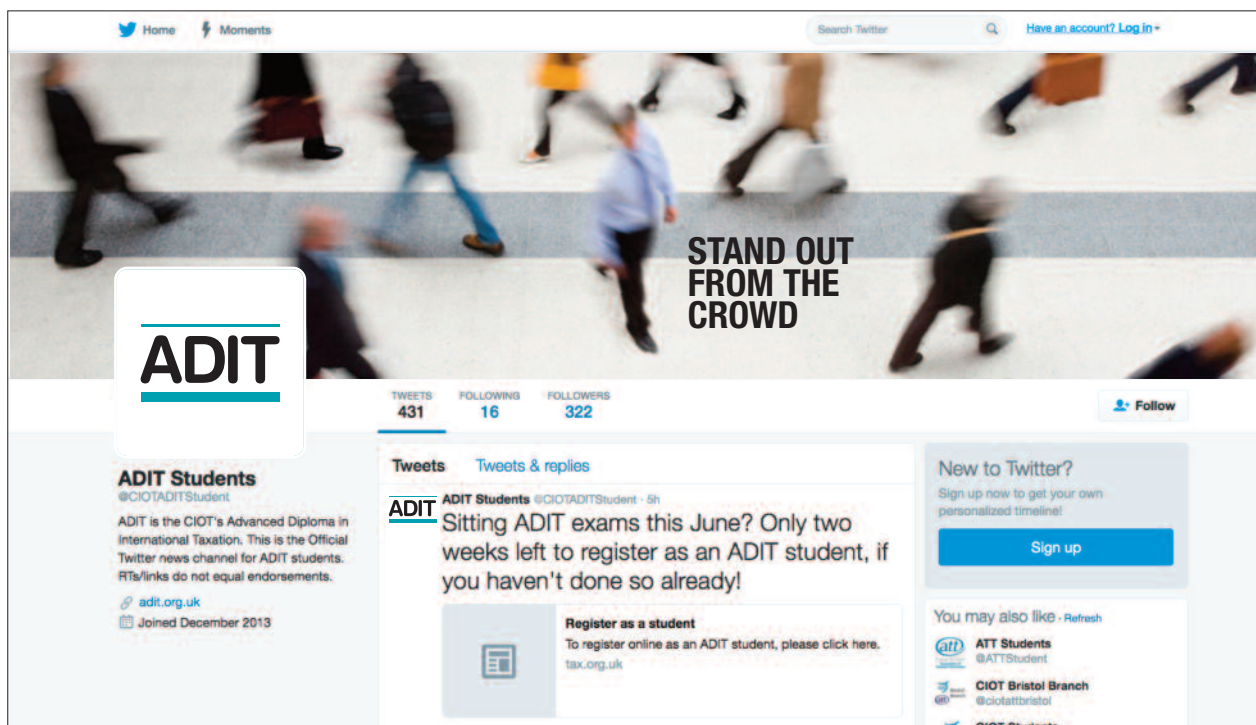 Home Moments Search Twitter Have an account? Log in
STAND OUT
FROM THE
CROWD
ADIT
TWEETS FOLLOWING FOLLOWERS
431 16 322
Follow
ADIT Students
@CIOTADITStudent
ADIT is the CIOT's Advanced Diploma in
International Taxation. This is the Official
Twitter news channel for ADIT students.
RTs/links do not equal endorsements.
adit.org.uk
Joined December 2013
Tweets Tweets & replies
ADIT
ADIT Students @CIOTADITStudent · 5h
Sitting ADIT exams this June? Only two
weeks left to register as an ADIT student, if
you haven't done so already!
Register as a student
To register online as an ADIT student, please click here.
tax.org.uk
New to Twitter?
Sign up now to get your own
personalized timeline!
Sign up
You may also like · Refresh
att
ATT Students
@ATTStudent
CIOT Bristol Branch
@ciotattbristol